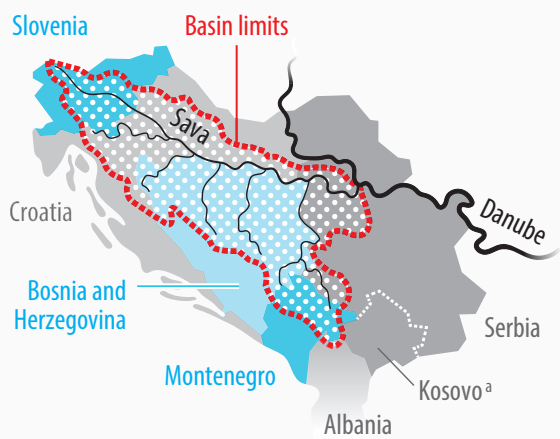 Slovenia
Basin limits
Sava
Croatia
Danube
Bosnia and
Herzegovina
Serbia
Montenegro
Kosovo a
Albania